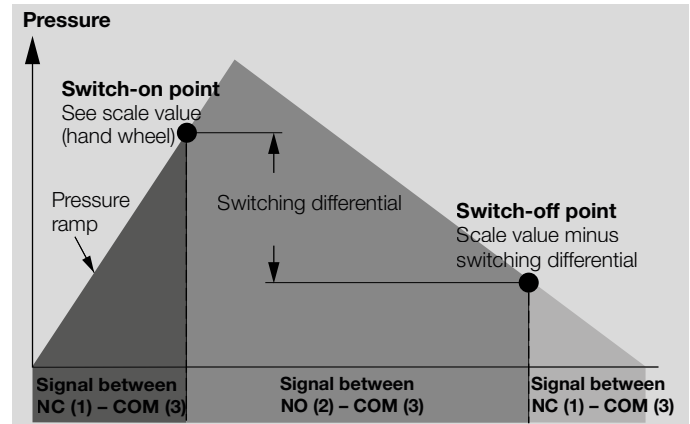 Pressure
Switch-on point
See scale value
(hand wheel)
Pressure
ramp
Switching differential
Switch-off point
Scale value minus
switching differential
Signal between
NC (1) – COM (3)
Signal between
NO (2) – COM (3)
Signal between
NC (1) – COM (3)